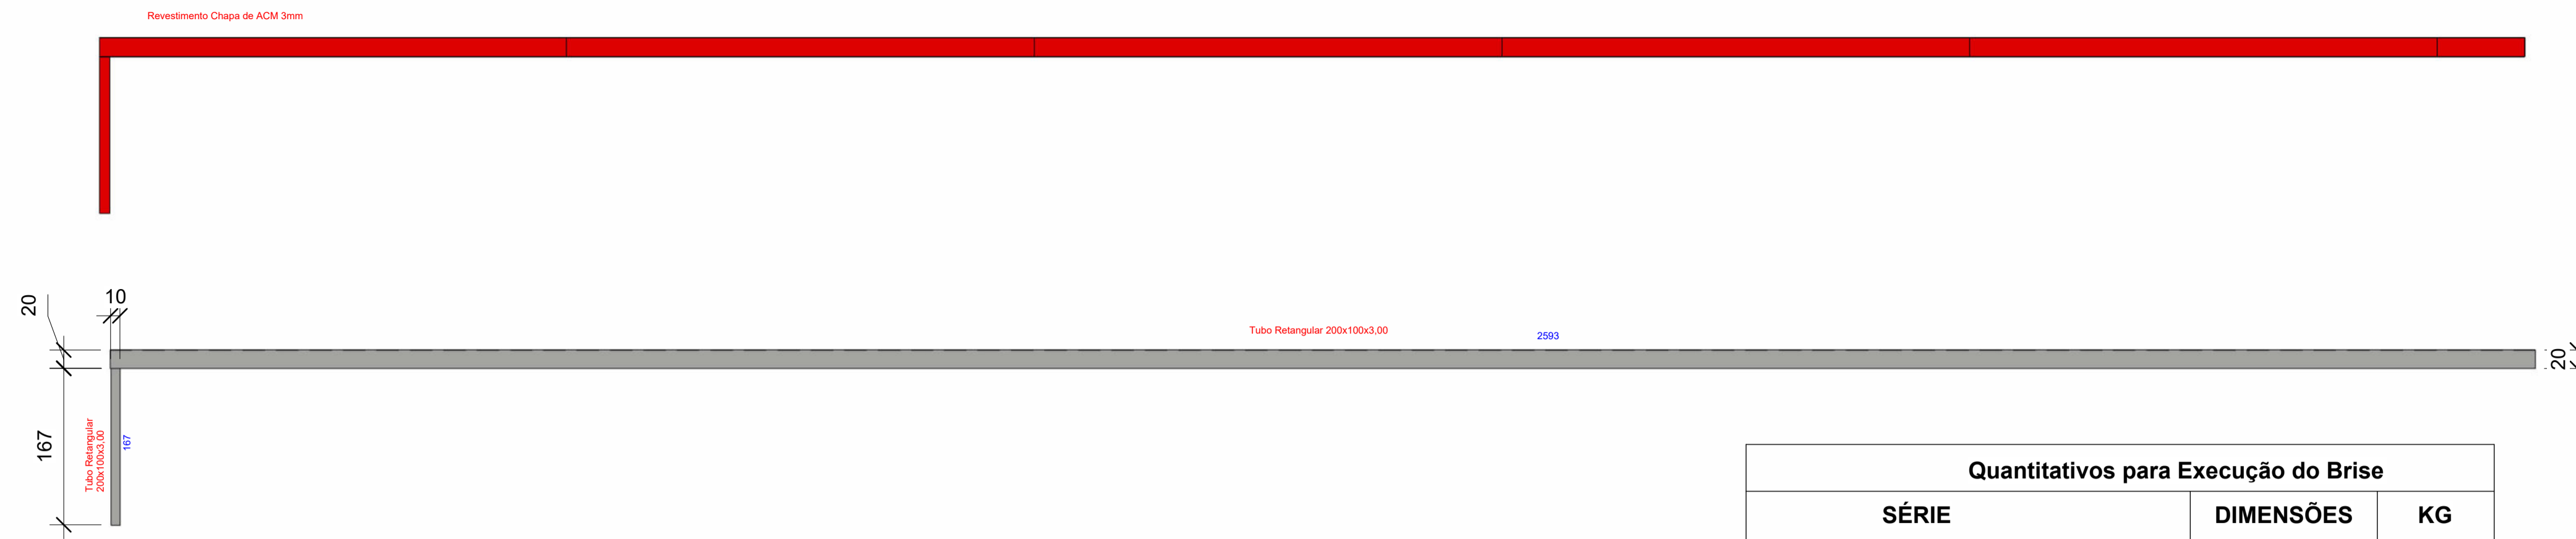 Revestimento Chapa de ACM 3mm
20
10
Tubo Retangular 200x100x3,00
2593
20
167
Tubo Retangular
200x100x3,00
167
Quantitativos para Execução do Brise
SÉRIE DIMENSÕES KG